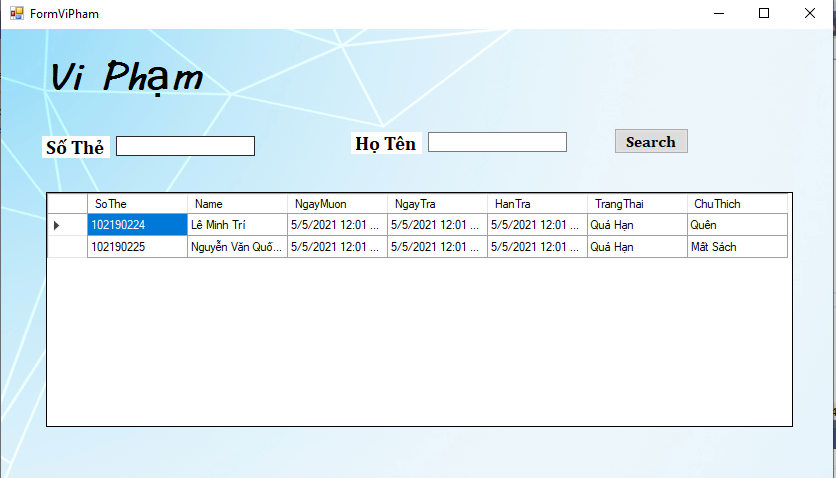 FormViPham
Vi Phạm
Số Thẻ
Họ Tên
Search
SoThe Name NgayMuon NgayTra HanTra TrangThai ChuThich
102190224 Lê Minh Trí 5/5/2021 12:01 ... 5/5/2021 12:01 ... 5/5/2021 12:01 ... Quá Hạn Quên
102190225 Nguyễn Văn Quố... 5/5/2021 12:01 ... 5/5/2021 12:01 ... 5/5/2021 12:01 ... Quá Hạn Mất Sách